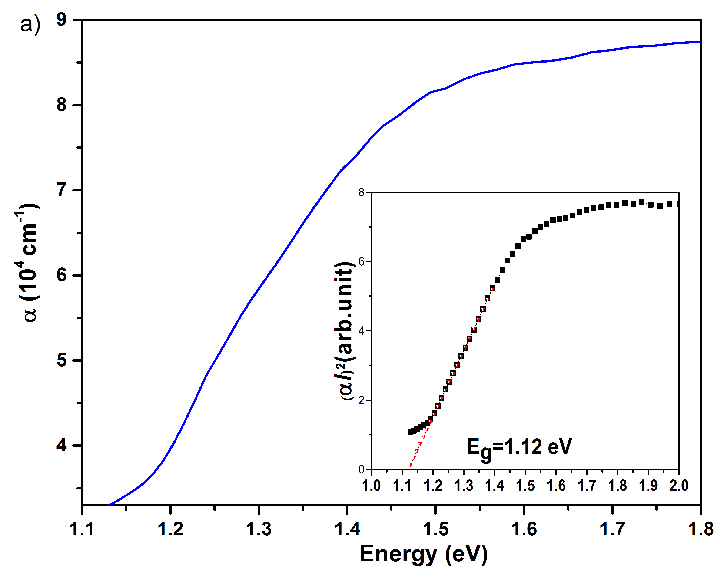 a)
9
8
7
6
5
4
α (10⁴ cm⁻¹)
1.1 1.2 1.3 1.4 1.5 1.6 1.7 1.8
Energy (eV)
8
6
4
2
0
(αl)²(arb.unit)
Eg=1.12 eV
1.0 1.1 1.2 1.3 1.4 1.5 1.6 1.7 1.8 1.9 2.0